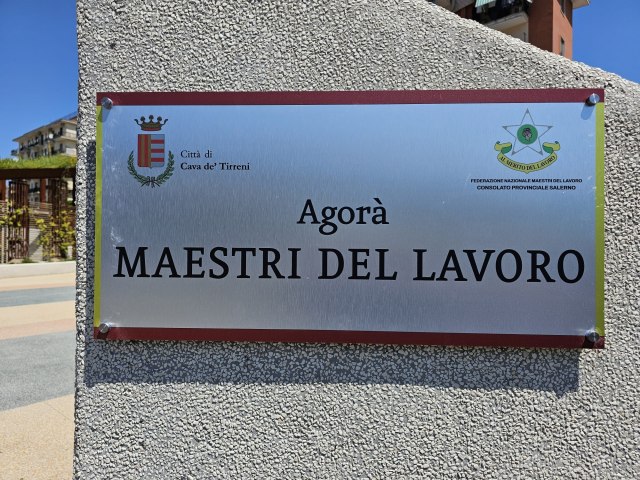 Città di
Cava de' Tirreni
AL MERITO DEL LAVORO
FEDERAZIONE NAZIONALE MAESTRI DEL LAVORO
CONSOLATO PROVINCIALE SALERNO
Agorà
MAESTRI DEL LAVORO